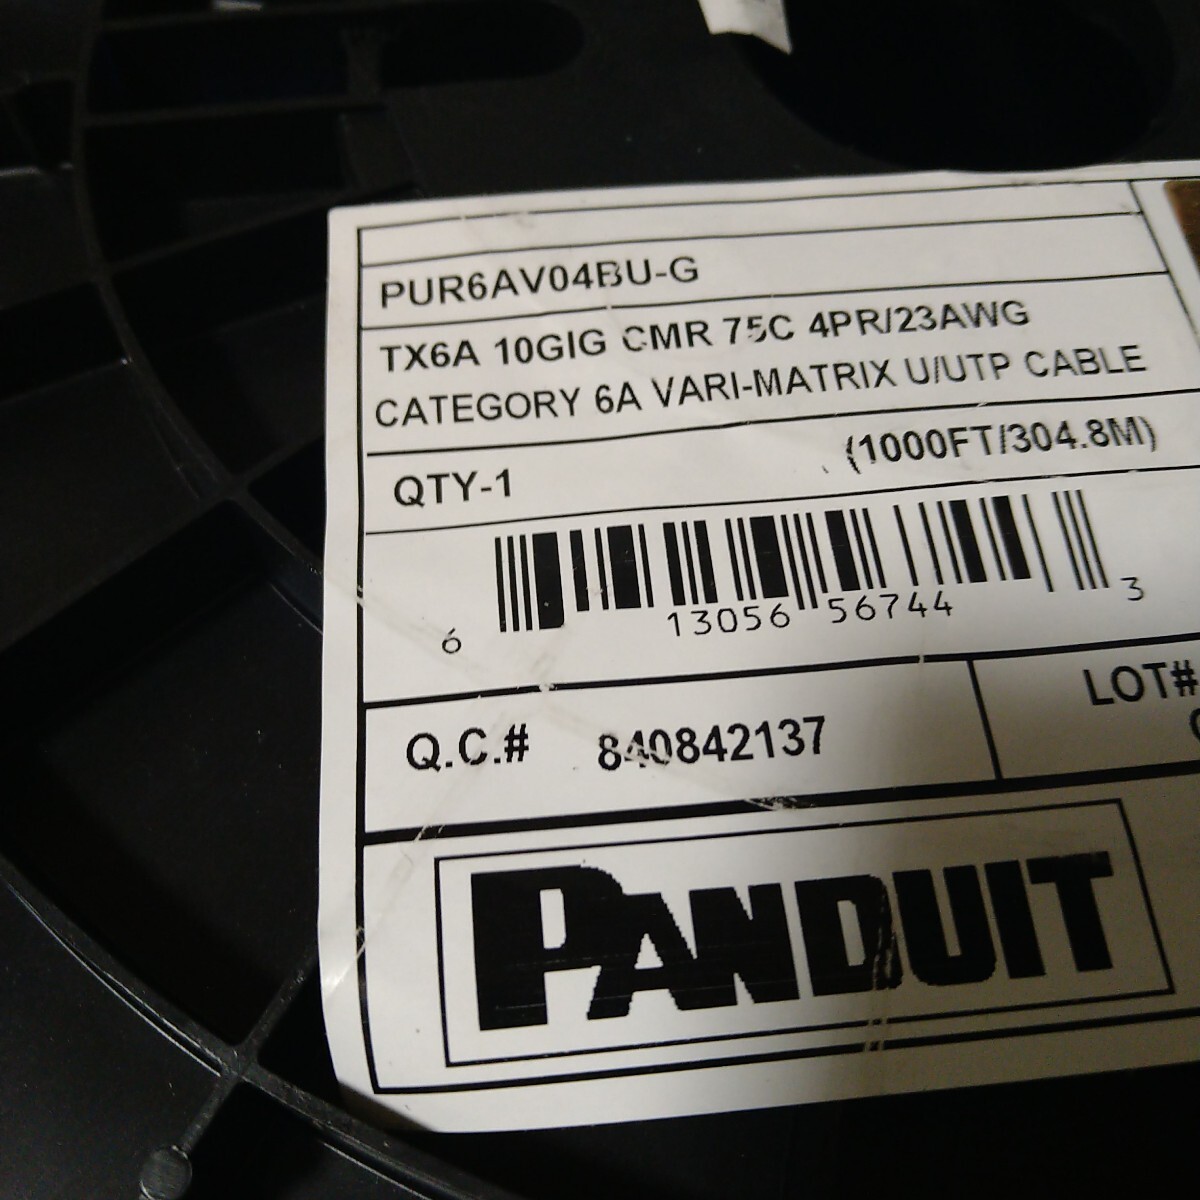 PUR6AV04BU-G
TX6A 10GIG CMR 75C 4PR/23AWG
CATEGORY 6A VARI-MATRIX U/UTP CABLE
QTY-1 (1000FT/304.8M)
6 13056 56744 3
Q.C.# 840842137 LOT#
PANDUIT